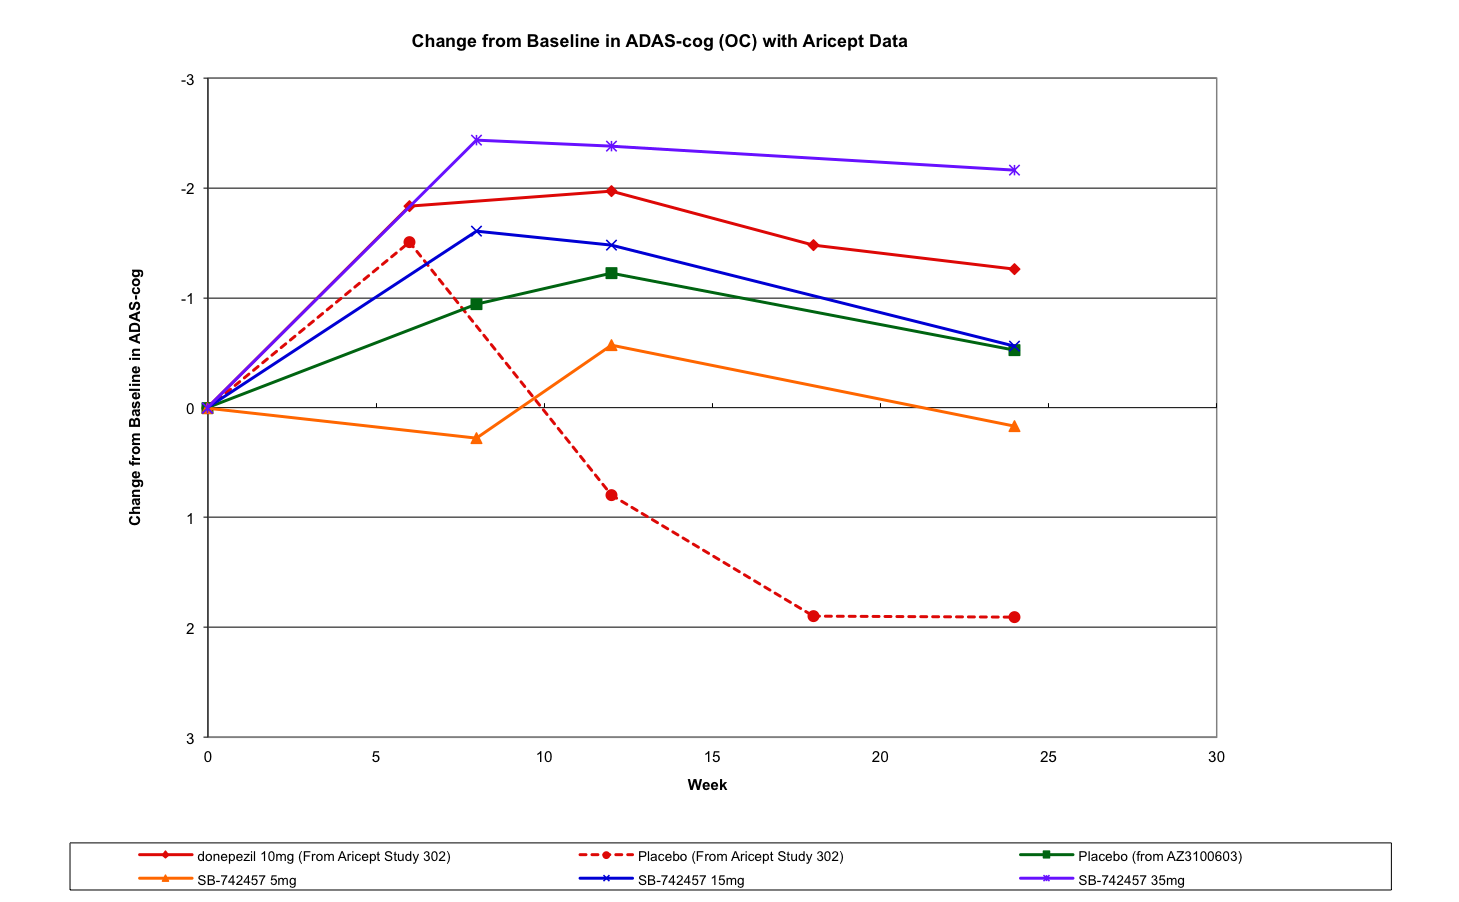 Change from Baseline in ADAS-cog (OC) with Aricept Data
-3
-2
-1
0
1
2
3
Change from Baseline in ADAS-cog
0 5 10 15 20 25 30
Week
donepezil 10mg (From Aricept Study 302) Placebo (From Aricept Study 302) Placebo (from AZ3100603)
SB-742457 5mg SB-742457 15mg SB-742457 35mg